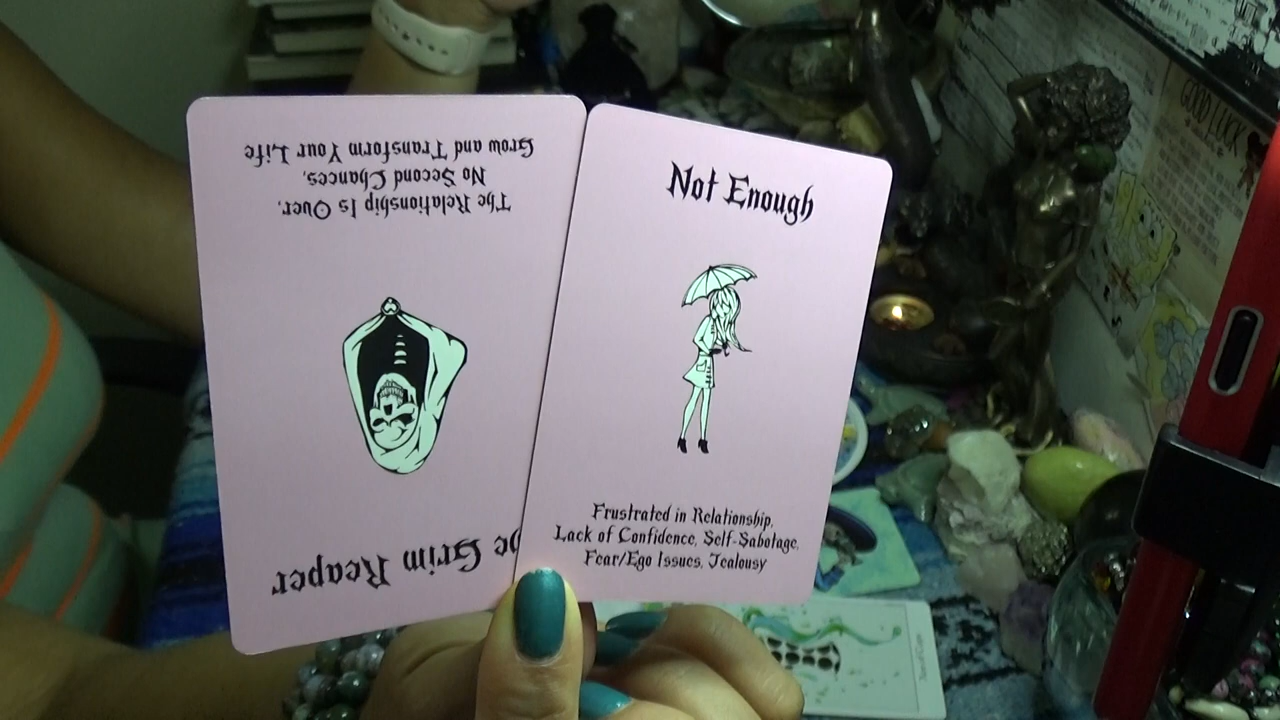 Grow and Transform Your Life
No Second Chances,
The Relationship Is Over,
Grim Reaper
Not Enough
Frustrated in Relationship,
Lack of Confidence, Self-Sabotage,
Fear/Ego Issues, Jealousy
GOOD LUCK